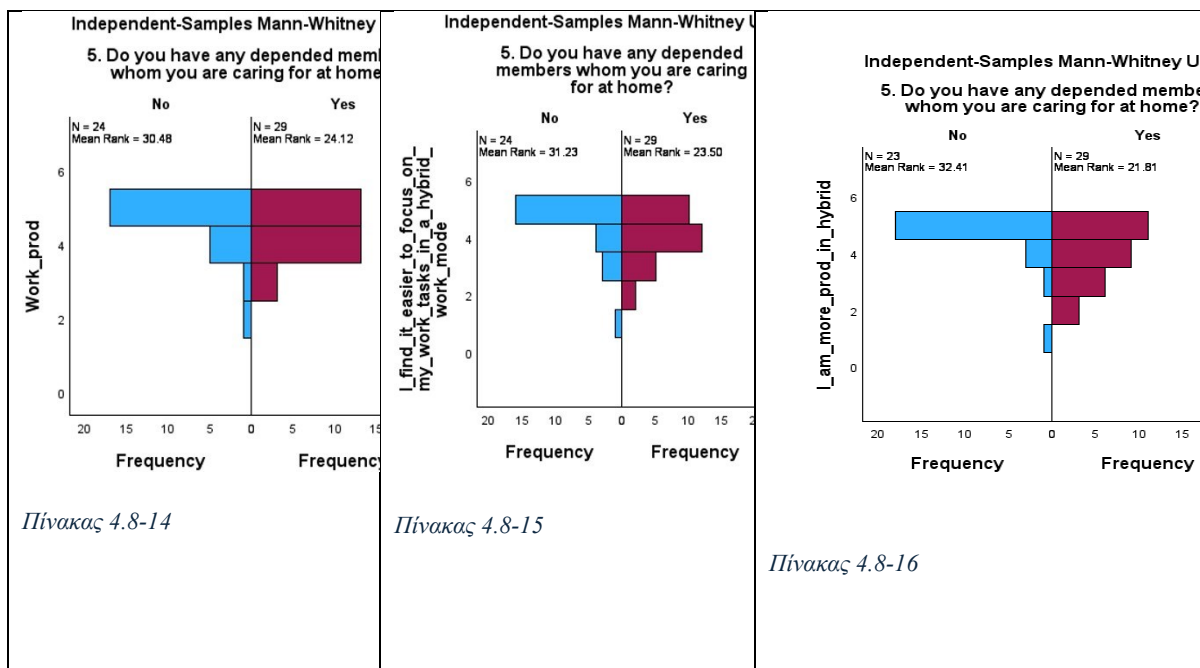 Independent-Samples Mann-Whitney
5. Do you have any depended
whom you are caring for at home
No Yes
N = 24 N = 29
Mean Rank = 30.48 Mean Rank = 24.12
Work_prod
6
4
2
0
20 15 10 5 0 5 10 15
Frequency Frequency
Πίνακας 4.8-14
Independent-Samples Mann-Whitney
5. Do you have any depended
members whom you are caring
for at home?
No Yes
N = 24 N = 29
Mean Rank = 31.23 Mean Rank = 23.50
I_find_it_easier_to_focus_on_
my_work_tasks_in_a_hybrid_
work_mode
6
4
2
0
20 15 10 5 0 5 10 15
Frequency Frequency
Πίνακας 4.8-15
Independent-Samples Mann-Whitney U
5. Do you have any depended
whom you are caring for at home?
No Yes
N = 23 N = 29
Mean Rank = 32.41 Mean Rank = 21.81
I_am_more_prod_in_hybrid
6
4
2
0
20 15 10 5 0 5 10 15
Frequency Frequency
Πίνακας 4.8-16